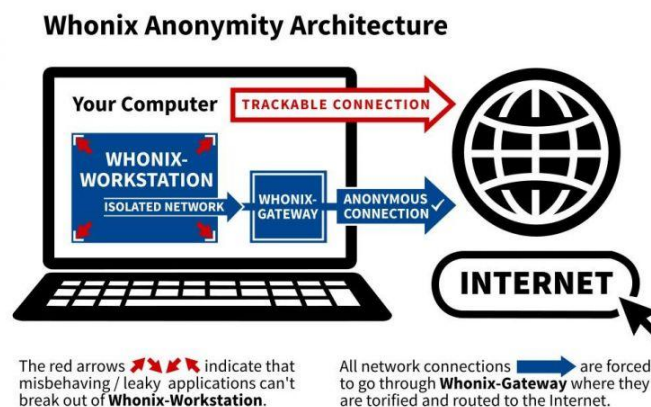 Whonix Anonymity Architecture
Your Computer
TRACKABLE CONNECTION
WHONIX-
WORKSTATION
ISOLATED NETWORK
WHONIX-
GATEWAY
ANONYMOUS
CONNECTION
INTERNET
The red arrows indicate that
misbehaving / leaky applications can't
break out of Whonix-Workstation.
All network connections are forced
to go through Whonix-Gateway where they
are torified and routed to the Internet.